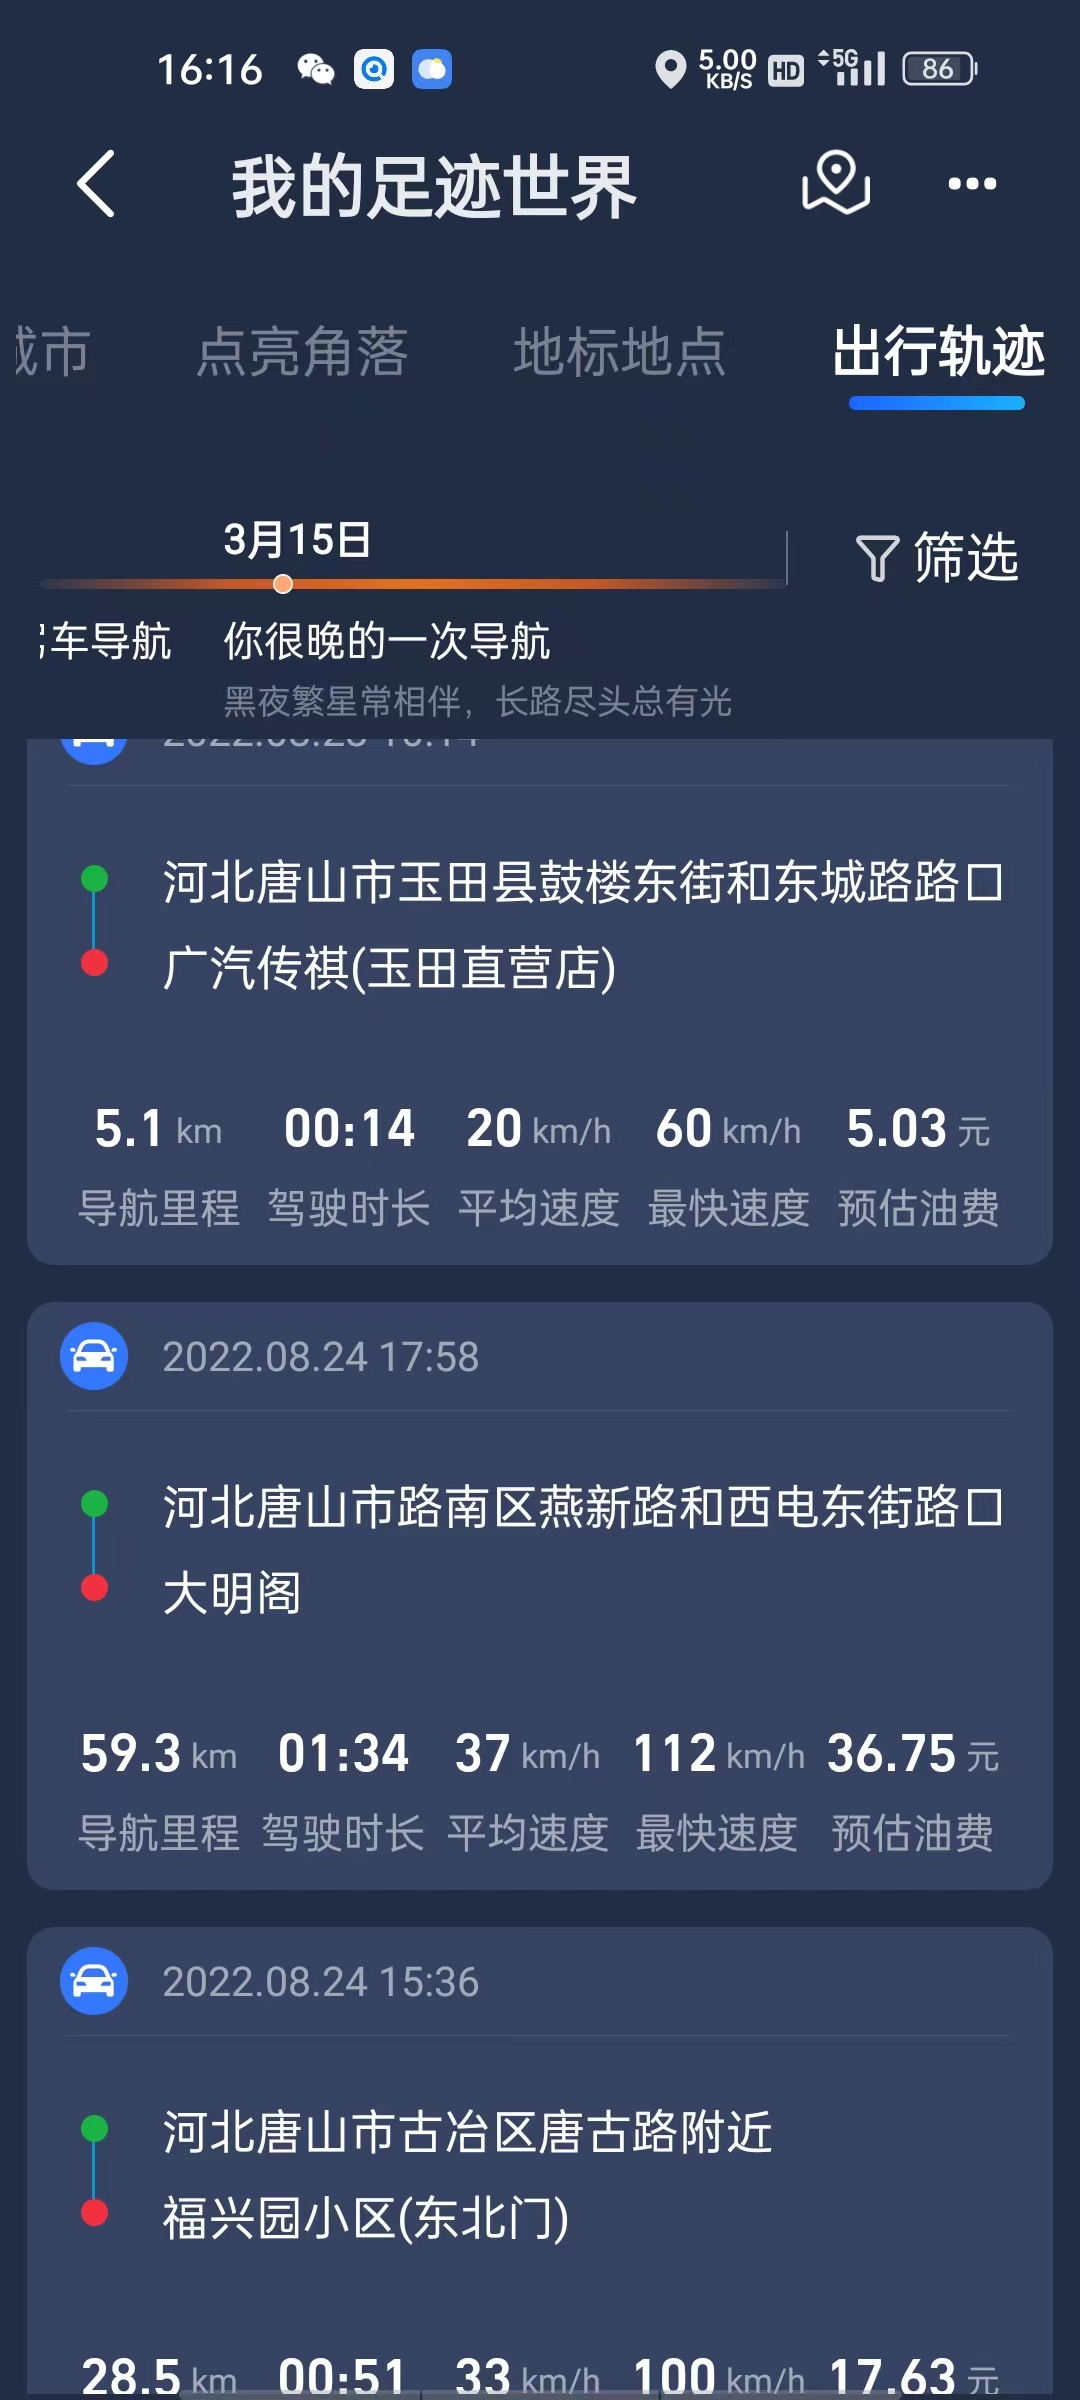 16:16 5.00 KB/S HD 5G 86
我的足迹世界
城市 点亮角落 地标地点 出行轨迹
3月15日
筛选
车导航 你很晚的一次导航
黑夜繁星常相伴，长路尽头总有光
河北唐山市玉田县鼓楼东街和东城路路口
广汽传祺(玉田直营店)
5.1 km 00:14 20 km/h 60 km/h 5.03 元
导航里程 驾驶时长 平均速度 最快速度 预估油费
2022.08.24 17:58
河北唐山市路南区燕新路和西电东街路口
大明阁
59.3 km 01:34 37 km/h 112 km/h 36.75 元
导航里程 驾驶时长 平均速度 最快速度 预估油费
2022.08.24 15:36
河北唐山市古冶区唐古路附近
福兴园小区(东北门)
28.5 km 00:51 33 km/h 100 km/h 17.63 元